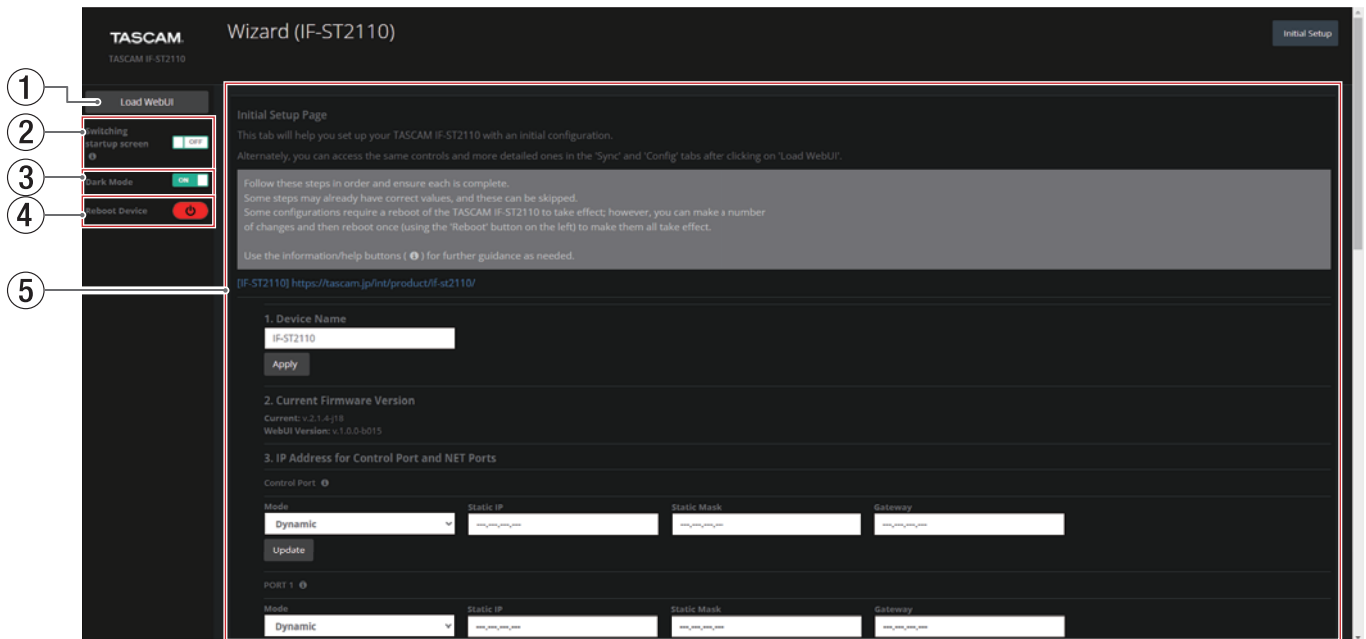 TASCAM
TASCAM IF-ST2110
Wizard (IF-ST2110)
Initial Setup
1
Load WebUI
2
Switching
startup screen
OFF
3
Dark Mode
ON
4
Reboot Device
5
Initial Setup Page
This tab will help you set up your TASCAM IF-ST2110 with an initial configuration.
Alternately, you can access the same controls and more detailed ones in the 'Sync' and 'Config' tabs after clicking on 'Load WebUI'.
Follow these steps in order and ensure each is complete.
Some steps may already have correct values, and these can be skipped.
Some configurations require a reboot of the TASCAM IF-ST2110 to take effect; however, you can make a number
of changes and then reboot once (using the 'Reboot' button on the left) to make them all take effect.
Use the information/help buttons ( i ) for further guidance as needed.
[IF-ST2110] https://tascam.jp/int/product/if-st2110/
1. Device Name
IF-ST2110
Apply
2. Current Firmware Version
Current: v.2.1.4-j18
WebUI Version: v.1.0.0-b015
3. IP Address for Control Port and NET Ports
Control Port
Mode Static IP Static Mask Gateway
Dynamic ---.---.---.--- ---.---.---.--- ---.---.---.---
Update
PORT 1
Mode Static IP Static Mask Gateway
Dynamic ---.---.---.--- ---.---.---.--- ---.---.---.---